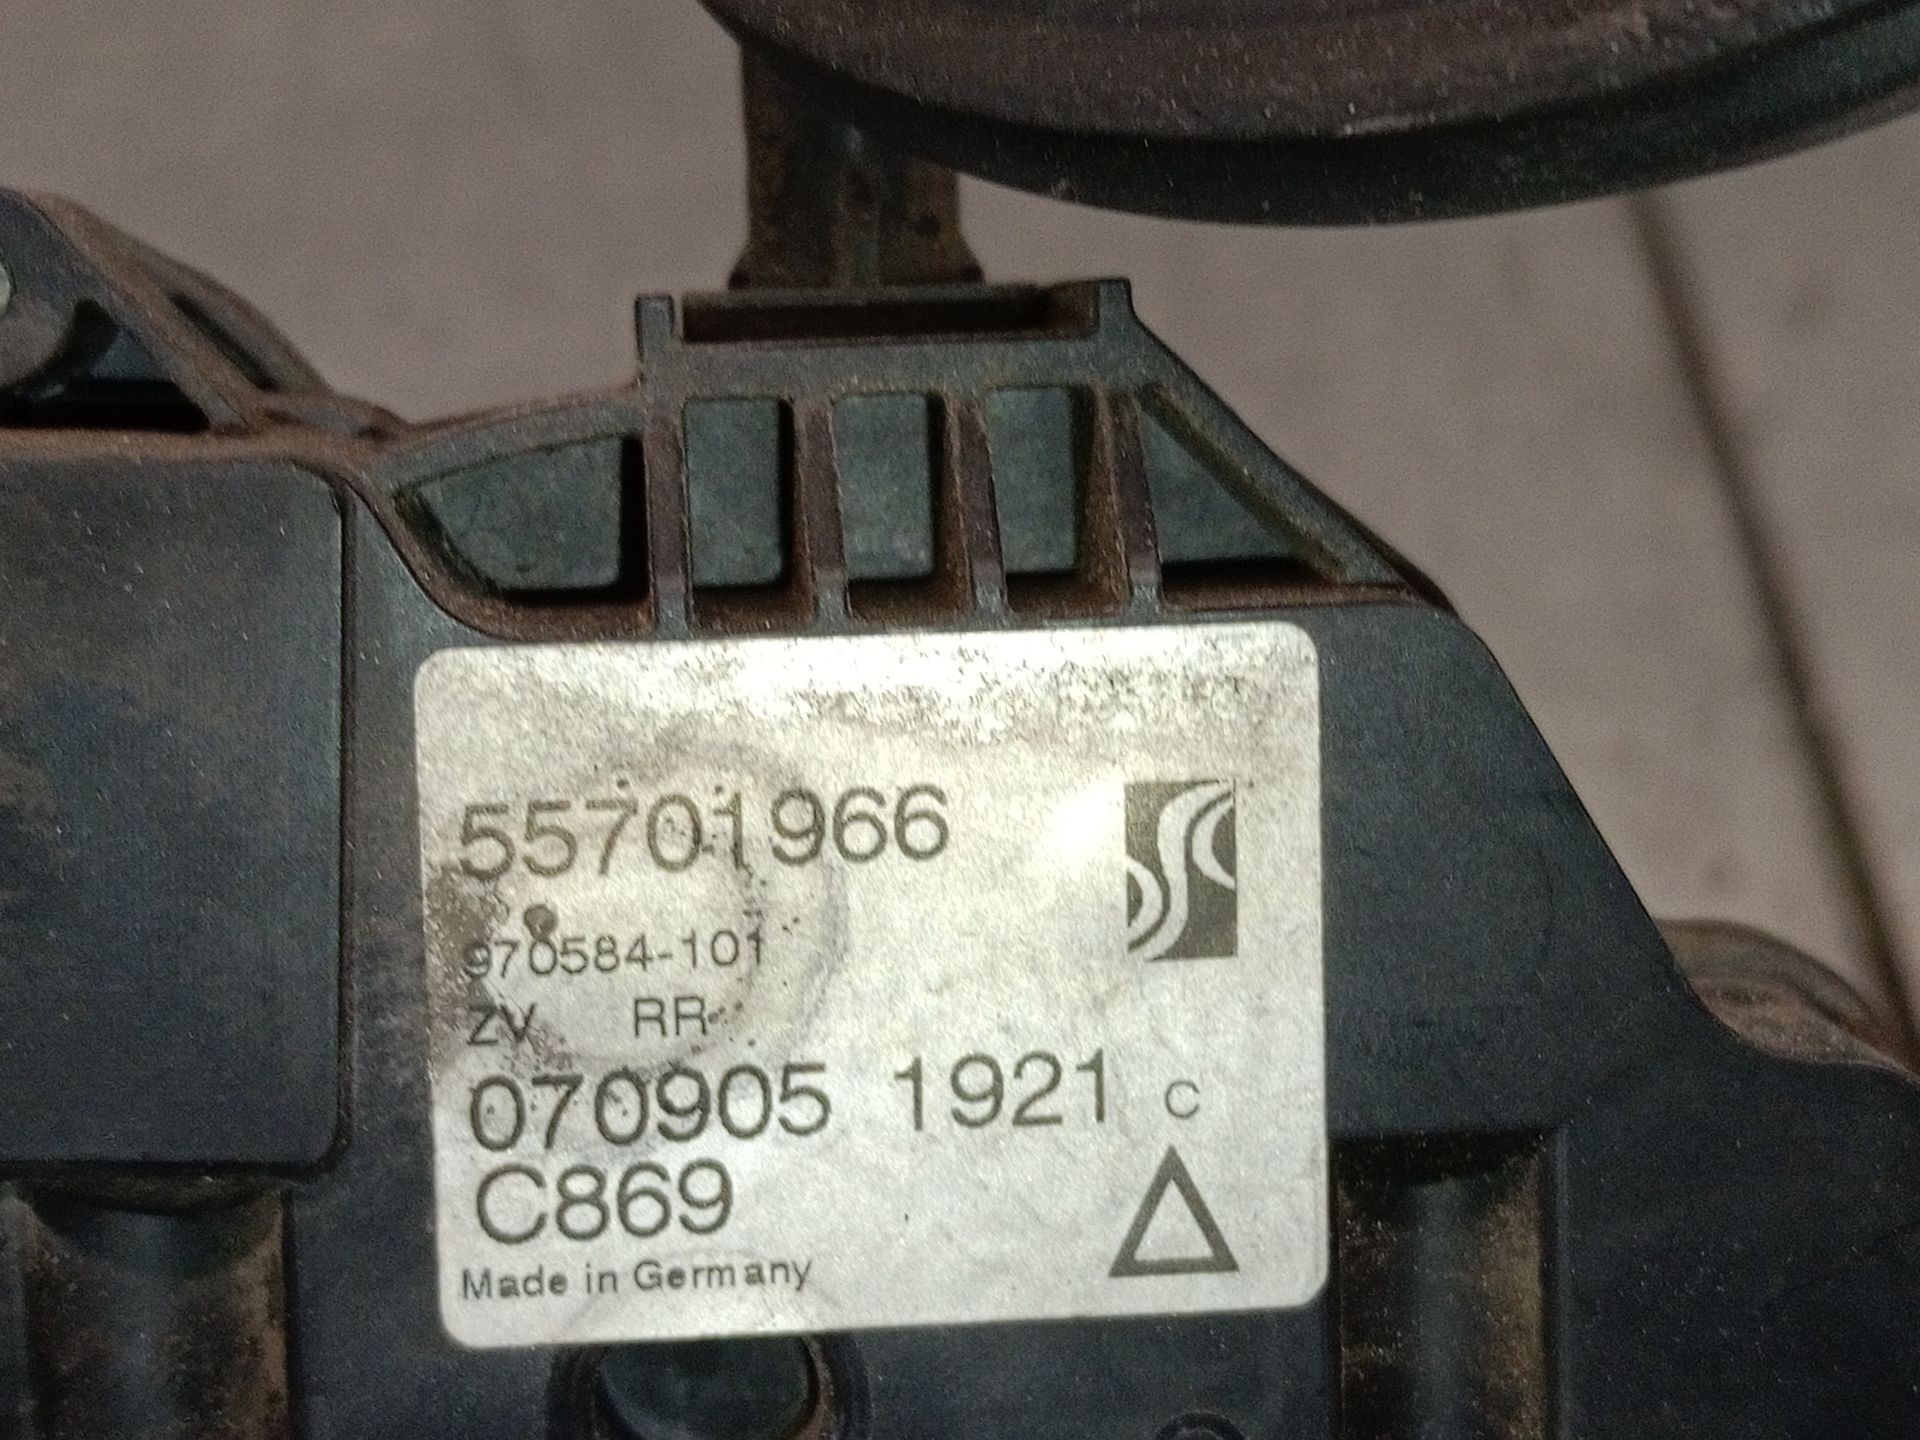 55701966
970584-101
ZV RR
070905 1921 C
C869
Made in Germany